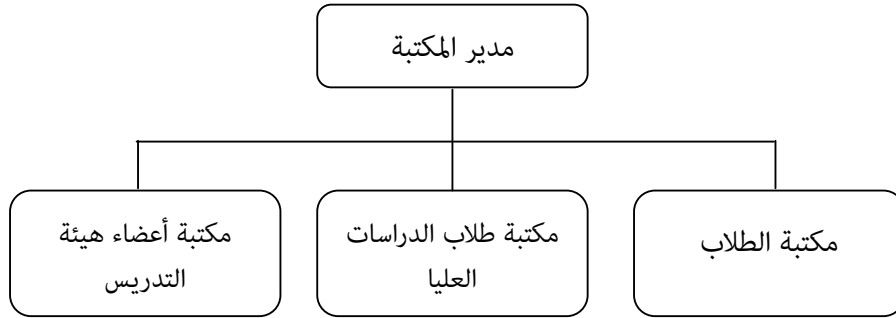 مدير المكتبة
مكتبة الطلاب
مكتبة طلاب الدراسات
العليا
مكتبة أعضاء هيئة
التدريس